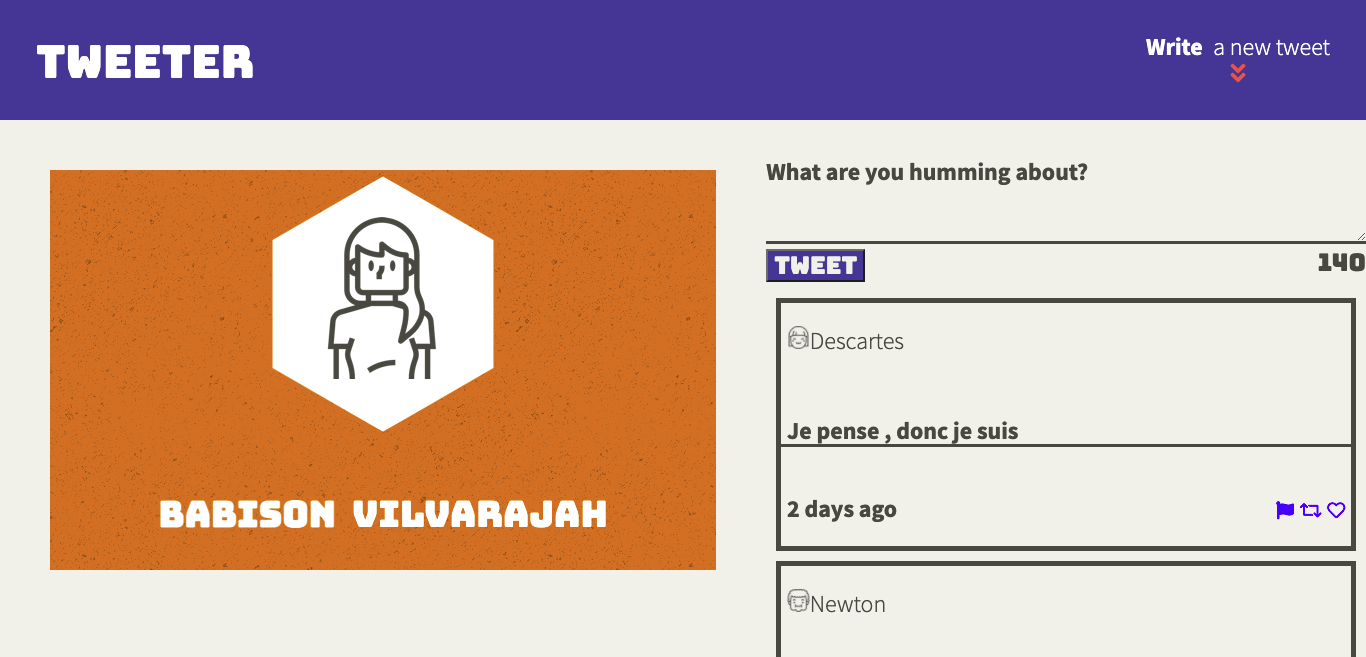 TWEETER
Write a new tweet
BABISON VILVARAJAH
What are you humming about?
TWEET
140
Descartes
Je pense , donc je suis
2 days ago
Newton